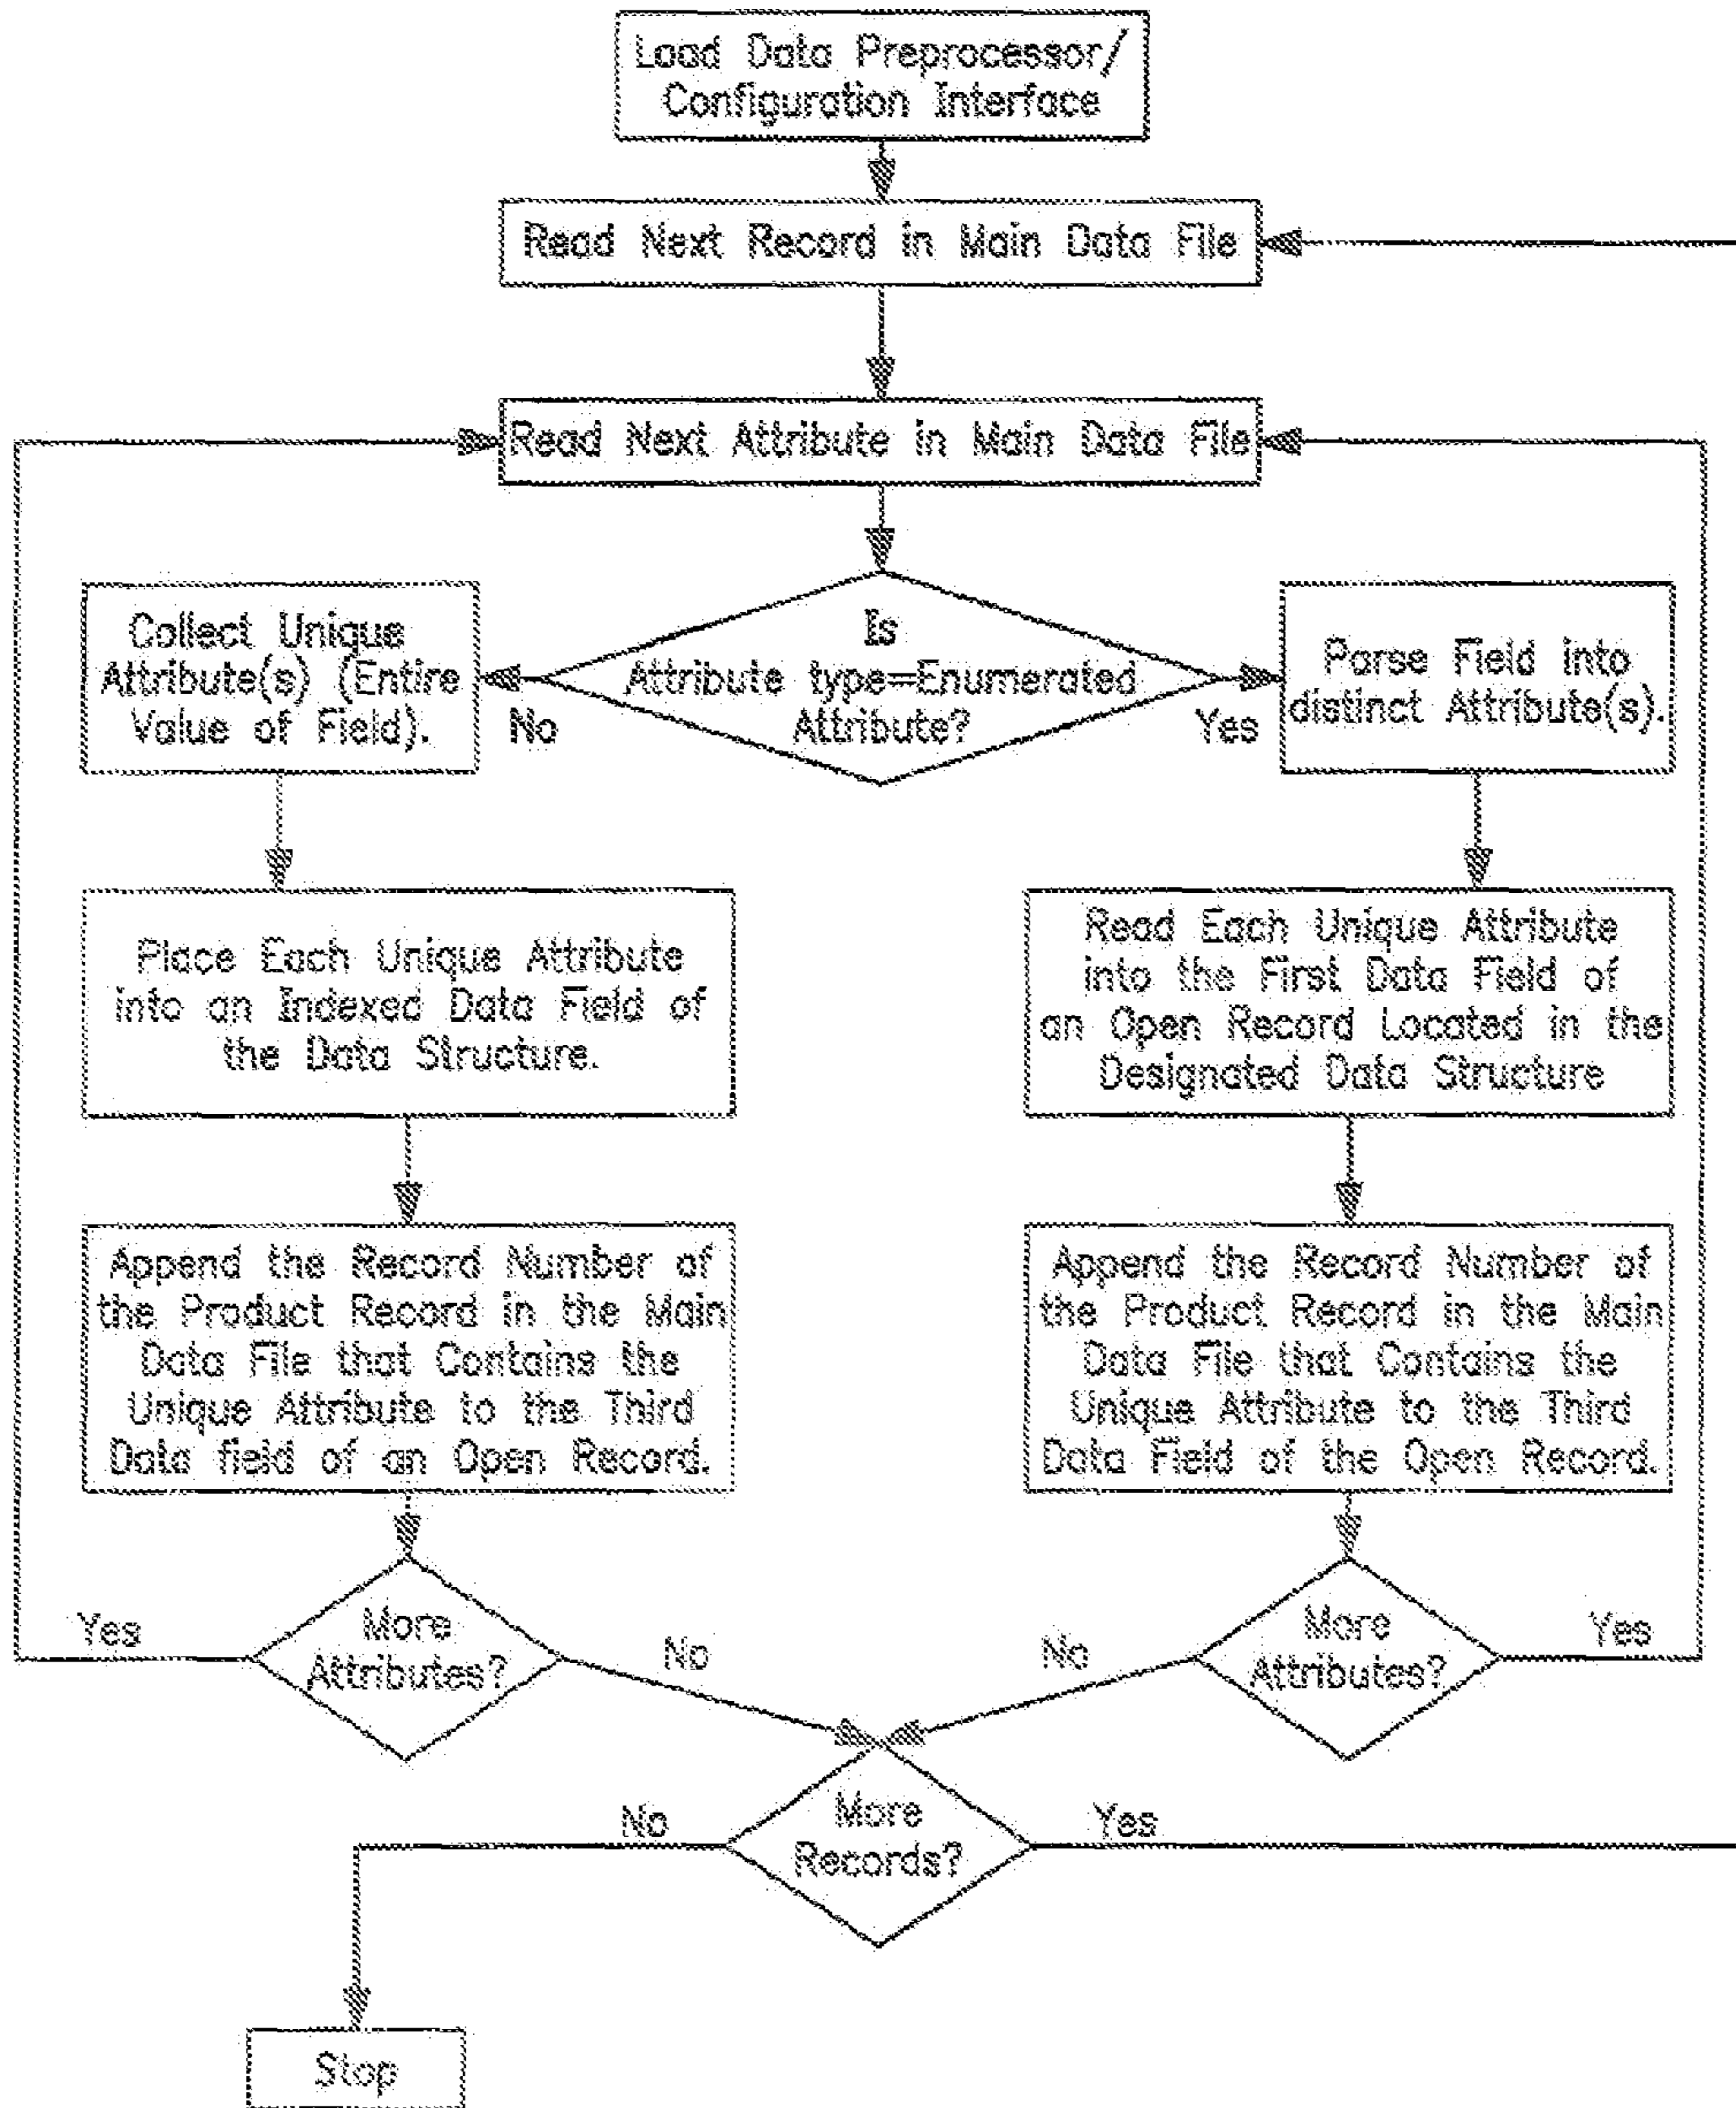 Load Data Preprocessor/
Configuration Interface
Read Next Record in Main Data File
Read Next Attribute in Main Data File
Is
Attribute type=Enumerated
Attribute?
No
Yes
Collect Unique
Attribute(s) (Entire
Value of Field).
Parse Field into
distinct Attribute(s).
Place Each Unique Attribute
into an Indexed Data Field of
the Data Structure.
Read Each Unique Attribute
into the First Data Field of
an Open Record Located in the
Designated Data Structure
Append the Record Number of
the Product Record in the Main
Data File that Contains the
Unique Attribute to the Third
Data field of an Open Record.
Append the Record Number of
the Product Record in the Main
Data File that Contains the
Unique Attribute to the Third
Data Field of the Open Record.
Yes
More
Attributes?
No
No
More
Attributes?
Yes
No
More
Records?
Yes
Stop